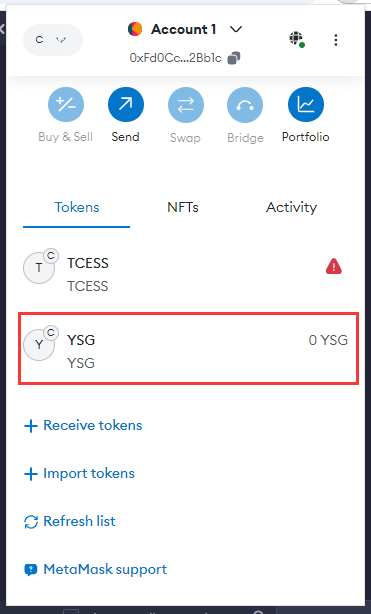 C
Account 1
0xFd0Cc...2Bb1c
Buy & Sell
Send
Swap
Bridge
Portfolio
Tokens
NFTs
Activity
T
C
TCESS
TCESS
Y
C
YSG
0 YSG
YSG
Receive tokens
Import tokens
Refresh list
MetaMask support